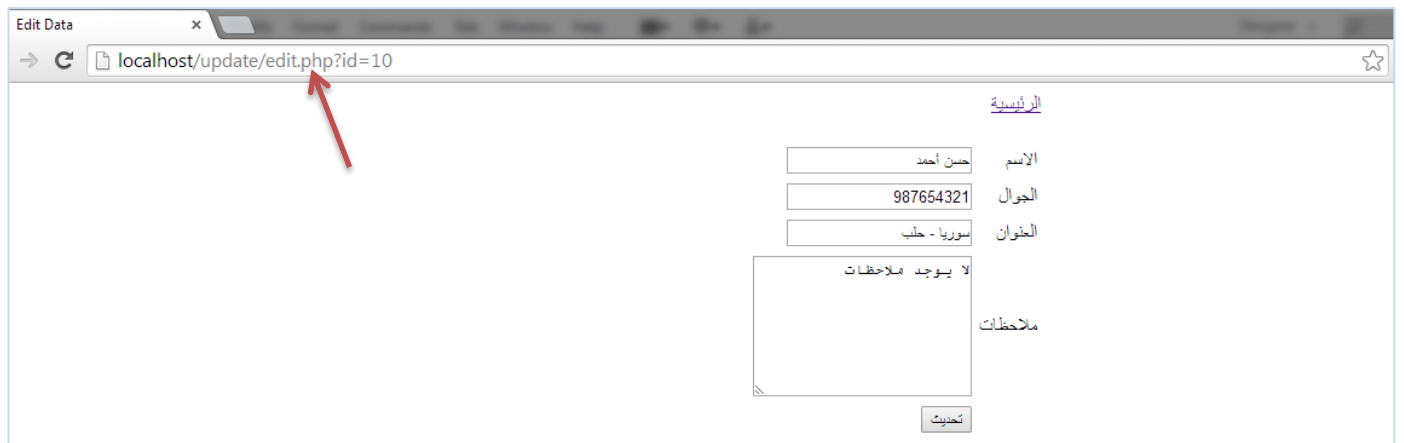 Edit Data
localhost/update/edit.php?id=10
الرئيسية
الاسم حسن أحمد
الجوال 987654321
العنوان سوريا - حلب
لا يوجد ملاحظات
ملاحظات
تحديث